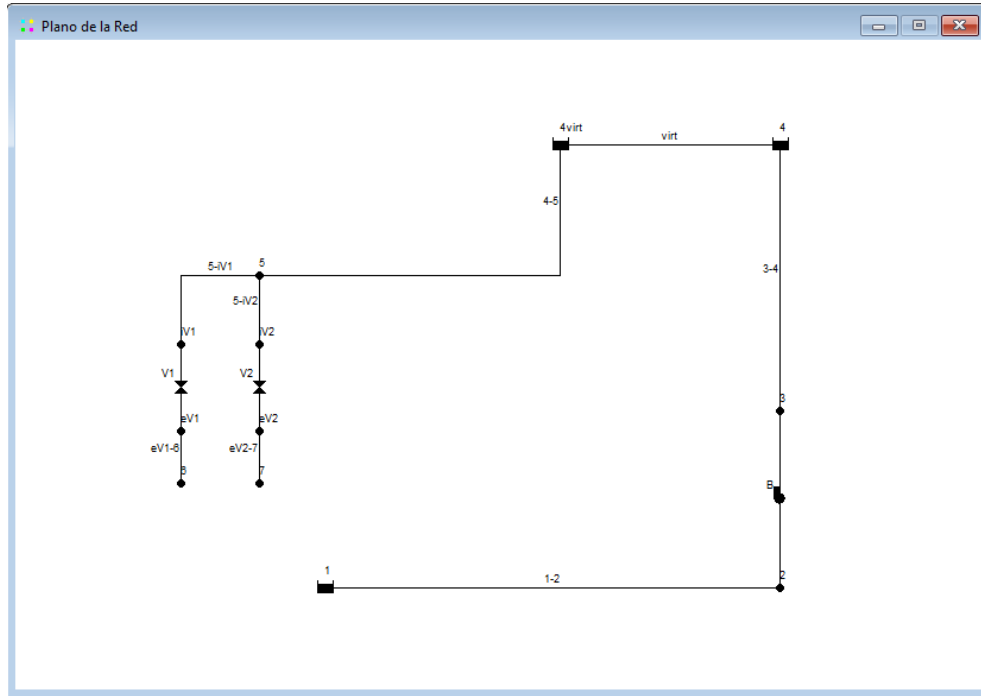 Plano de la Red
4virt
virt
4
4-5
3-4
5-iV1
5
5-iV2
iV1
iV2
V1
V2
3
eV1
eV2
eV1-6
eV2-7
6
7
B
1
1-2
2